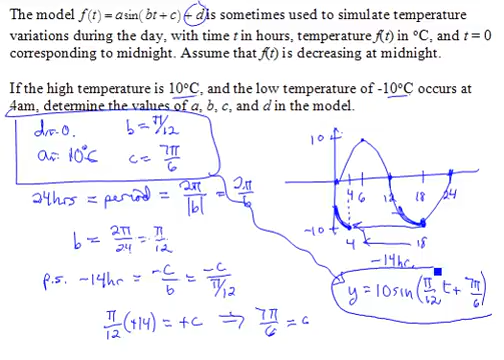 The model f(t) = a sin(bt + c) + d is sometimes used to simulate temperature
variations during the day, with time t in hours, temperature f(t) in °C, and t = 0
corresponding to midnight. Assume that f(t) is decreasing at midnight.
If the high temperature is 10°C, and the low temperature of -10°C occurs at
4am, determine the values of a, b, c, and d in the model.
d = 0. b = π/12
a = 10°C c = 7π/6
24hrs = period = 2π/|b| = 2π/b
b = 2π/24 = π/12
p.s. -14hr = -c/b = -c/π/12
π/12 (+14) = +c ⇒ 7π/6 = c
10
4 6 12 18 24
-10
4 18
-14hr
y = 10 sin(π/12 t + 7π/6)